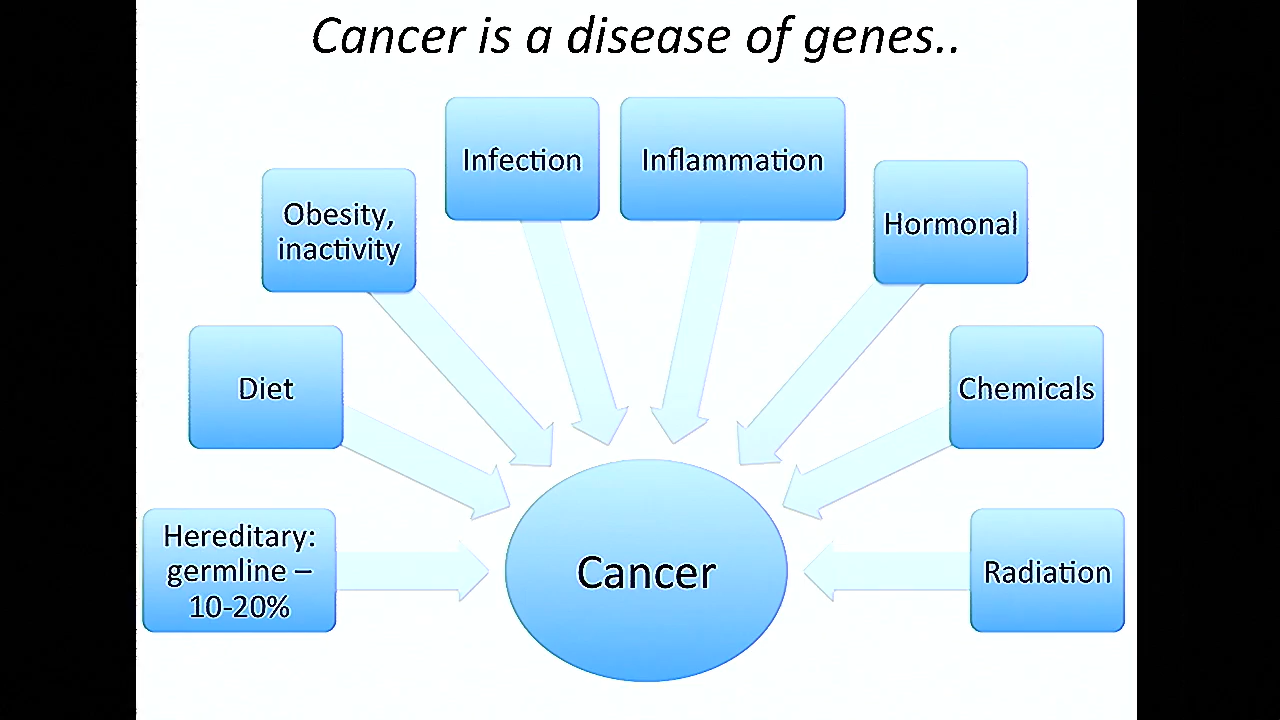 Cancer is a disease of genes..
Infection
Inflammation
Obesity,
inactivity
Hormonal
Diet
Chemicals
Hereditary:
germline –
10-20%
Cancer
Radiation